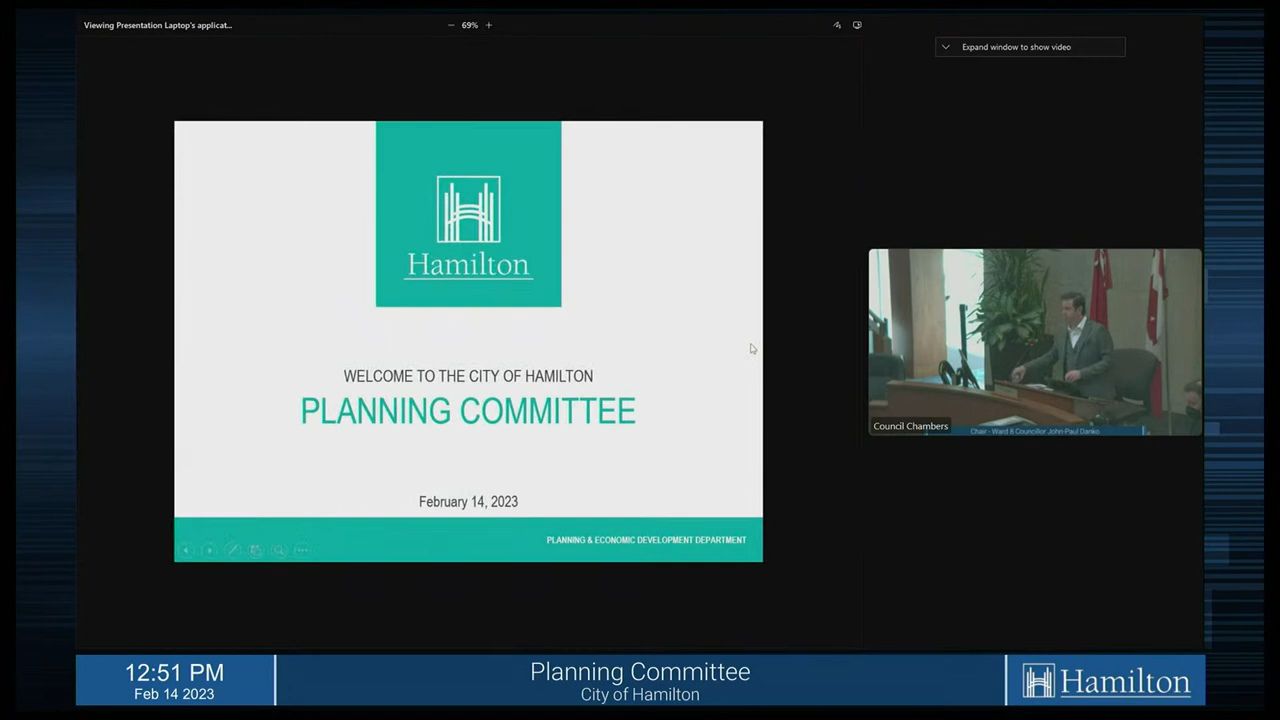 Viewing Presentation Laptop's applicat...
69%
Expand window to show video
Hamilton
WELCOME TO THE CITY OF HAMILTON
PLANNING COMMITTEE
February 14, 2023
PLANNING & ECONOMIC DEVELOPMENT DEPARTMENT
Council Chambers
Chair - Ward 8 Councillor John-Paul Danko
12:51 PM
Feb 14 2023
Planning Committee
City of Hamilton
Hamilton